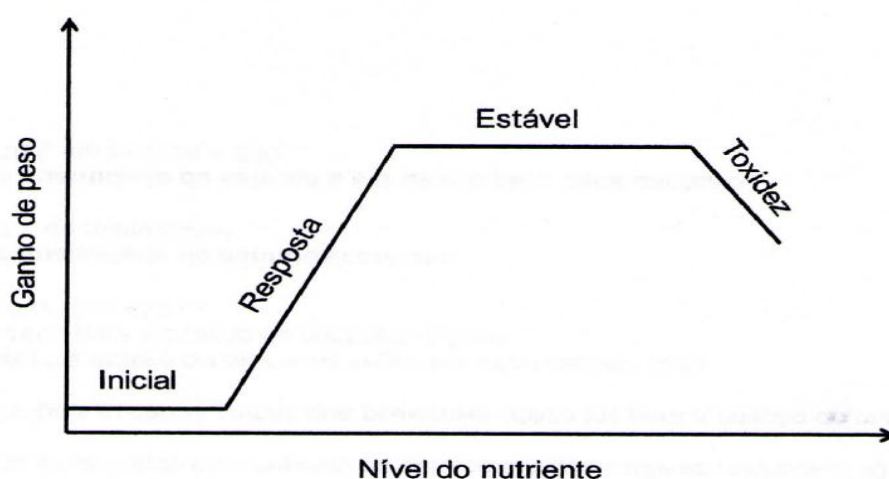 Ganho de peso
Estável
Toxidez
Resposta
Inicial
Nível do nutriente